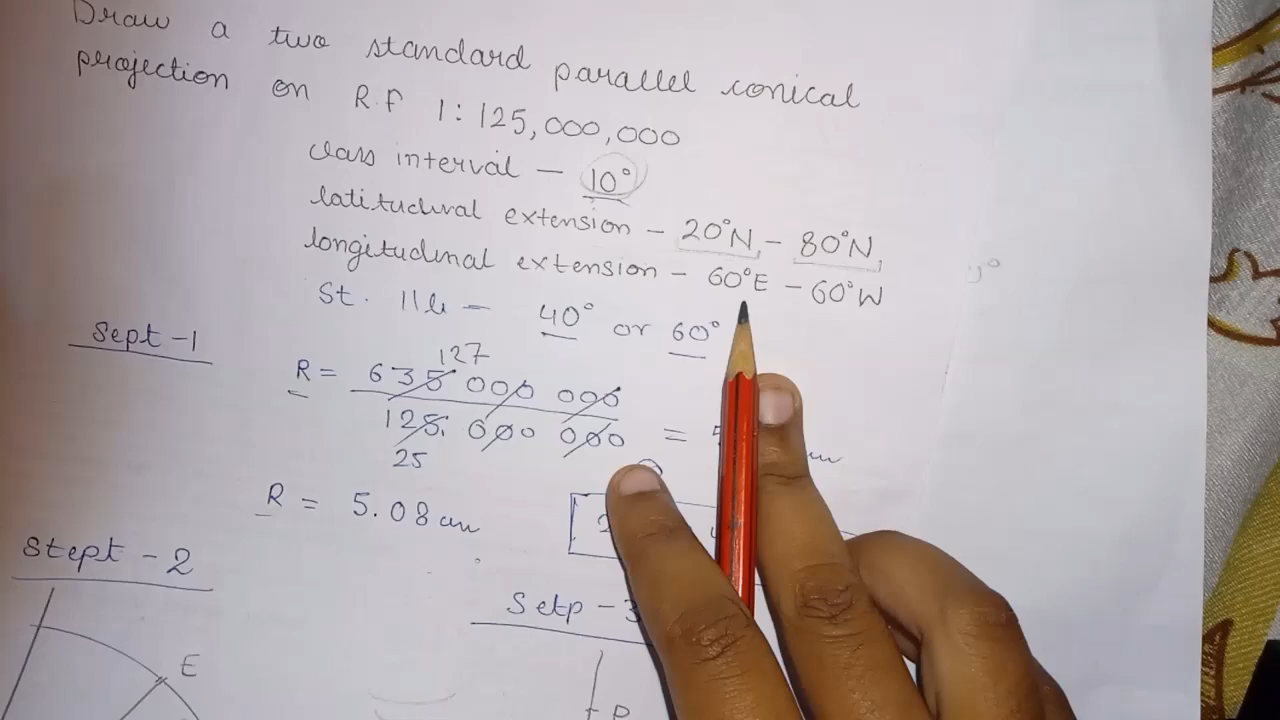 Draw a two standard parallel conical
projection on R.F 1:125,000,000
class interval - 10°
latitudinal extension - 20°N, - 80°N,
longitudinal extension - 60°E - 60°W
St. 11le - 40° or 60°
Sept-1
127
R = 635 000 000
125 000 000 =
25
R = 5.08 cm
Stept-2
Setp-3
E
P